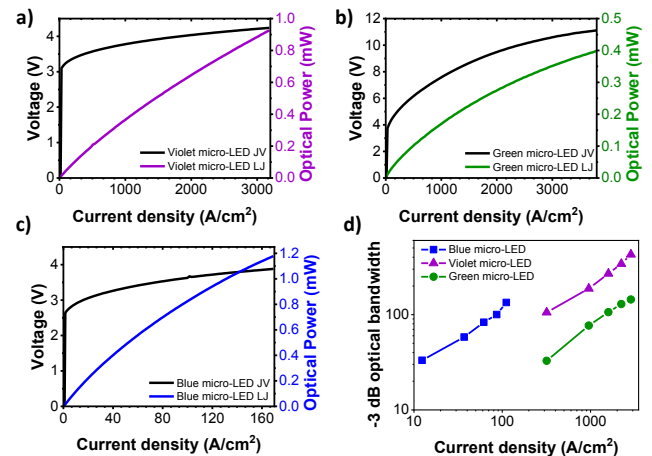 a)
Voltage (V)
4
2
0
0 1000 2000 3000
Current density (A/cm²)
1.0
0.8
0.6
0.4
0.2
0.0
Optical Power (mW)
Violet micro-LED JV
Violet micro-LED LJ
b)
Voltage (V)
12
10
8
6
4
2
0
0 1000 2000 3000
Current density (A/cm²)
0.5
0.4
0.3
0.2
0.1
0.0
Optical Power (mW)
Green micro-LED JV
Green micro-LED LJ
c)
Voltage (V)
5
4
3
2
1
0
0 40 80 120 160
Current density (A/cm²)
1.2
1.0
0.8
0.6
0.4
0.2
0.0
Optical Power (mW)
Blue micro-LED JV
Blue micro-LED LJ
d)
-3 dB optical bandwidth
100
10
10 100 1000
Current density (A/cm²)
Blue micro-LED
Violet micro-LED
Green micro-LED